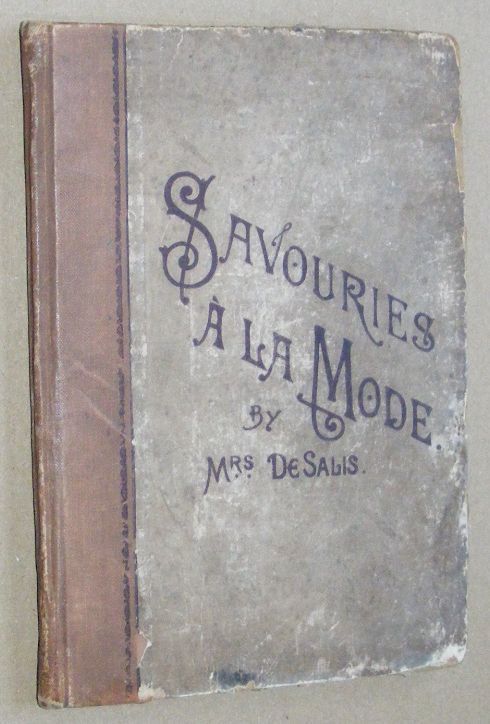 SAVOURIES
À LA MODE.
BY
MRS. DE SALIS.